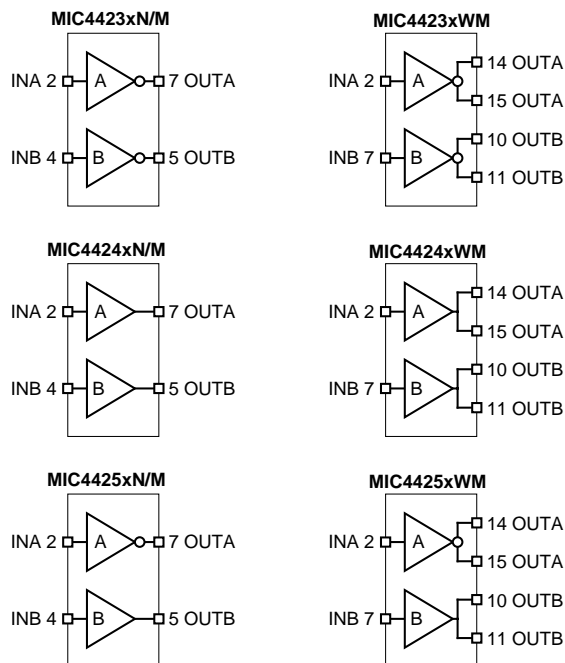 MIC4423xN/M
INA 2 A 7 OUTA
INB 4 B 5 OUTB
MIC4423xWM
INA 2 A 14 OUTA
15 OUTA
INB 7 B 10 OUTB
11 OUTB
MIC4424xN/M
INA 2 A 7 OUTA
INB 4 B 5 OUTB
MIC4424xWM
INA 2 A 14 OUTA
15 OUTA
INB 7 B 10 OUTB
11 OUTB
MIC4425xN/M
INA 2 A 7 OUTA
INB 4 B 5 OUTB
MIC4425xWM
INA 2 A 14 OUTA
15 OUTA
INB 7 B 10 OUTB
11 OUTB